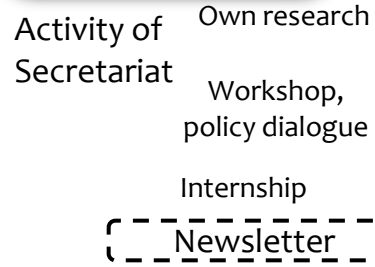 Activity of
Secretariat
Own research
Workshop,
policy dialogue
Internship
Newsletter